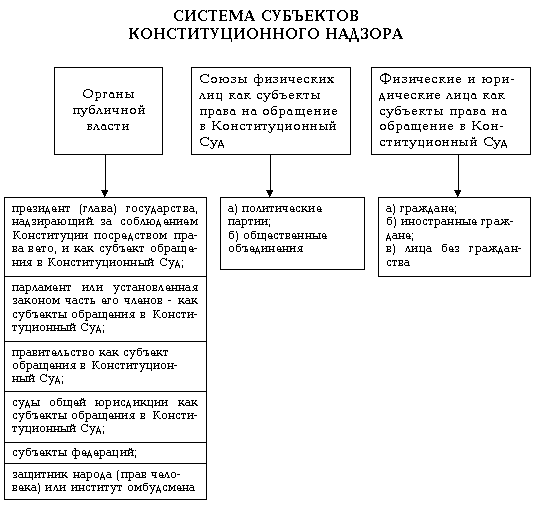 СИСТЕМА СУБЪЕКТОВ
КОНСТИТУЦИОННОГО НАДЗОРА
Органы
публичной
власти
Союзы физических
лиц как субъекты
права на обращение
в Конституционный
Суд
Физические и юри-
дические лица как
субъекты права на
обращение в Кон-
ституционный Суд
президент (глава) государства,
надзирающий за соблюдением
Конституции посредством пра-
ва вето, и как субъект обраще-
ния в Конституционный Суд;
парламент или установленная
законом часть его членов - как
субъекты обращения в Консти-
туционный Суд;
правительство как субъект
обращения в Конституцион-
ный Суд;
суды общей юрисдикции как
субъекты обращения в Консти-
туционный Суд;
субъекты федераций;
защитник народа (прав чело-
века) или институт омбудсмена
а) политические
партии;
б) общественные
объединения
а) граждане;
б) иностранные граж-
дане;
в) лица без граждан-
ства